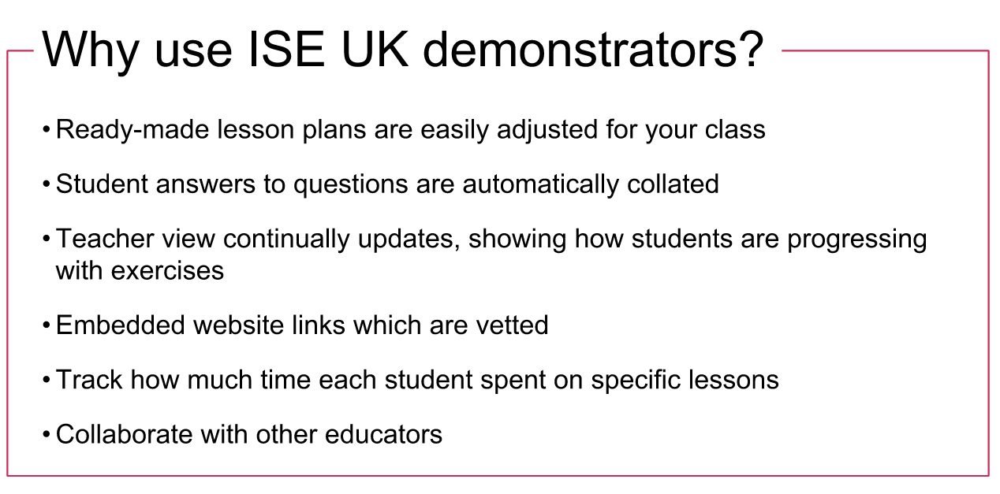 Why use ISE UK demonstrators?
• Ready-made lesson plans are easily adjusted for your class
• Student answers to questions are automatically collated
• Teacher view continually updates, showing how students are progressing
with exercises
• Embedded website links which are vetted
• Track how much time each student spent on specific lessons
• Collaborate with other educators